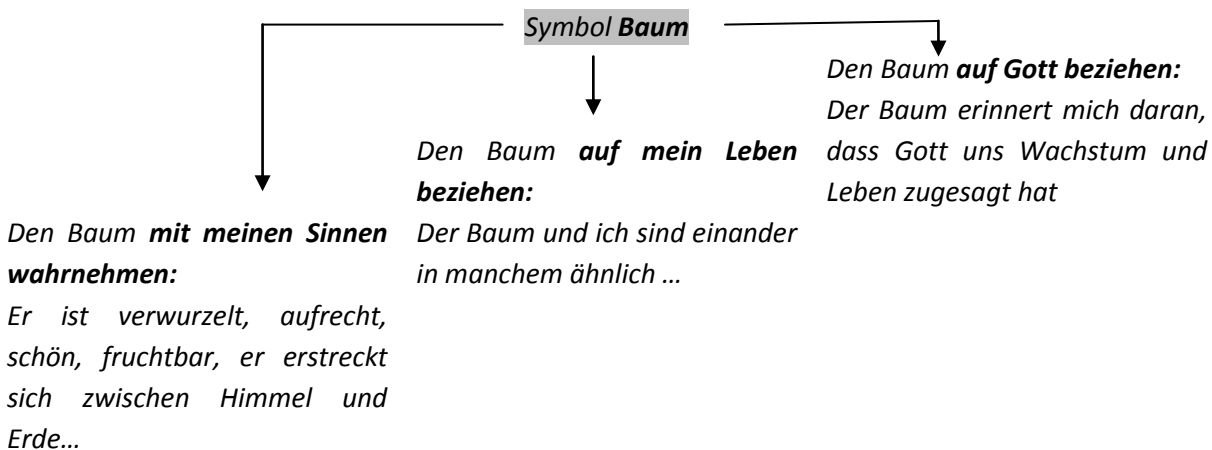 Symbol Baum
Den Baum mit meinen Sinnen
wahrnehmen:
Er ist verwurzelt, aufrecht,
schön, fruchtbar, er erstreckt
sich zwischen Himmel und
Erde…
Den Baum auf mein Leben
beziehen:
Der Baum und ich sind einander
in manchem ähnlich …
Den Baum auf Gott beziehen:
Der Baum erinnert mich daran,
dass Gott uns Wachstum und
Leben zugesagt hat